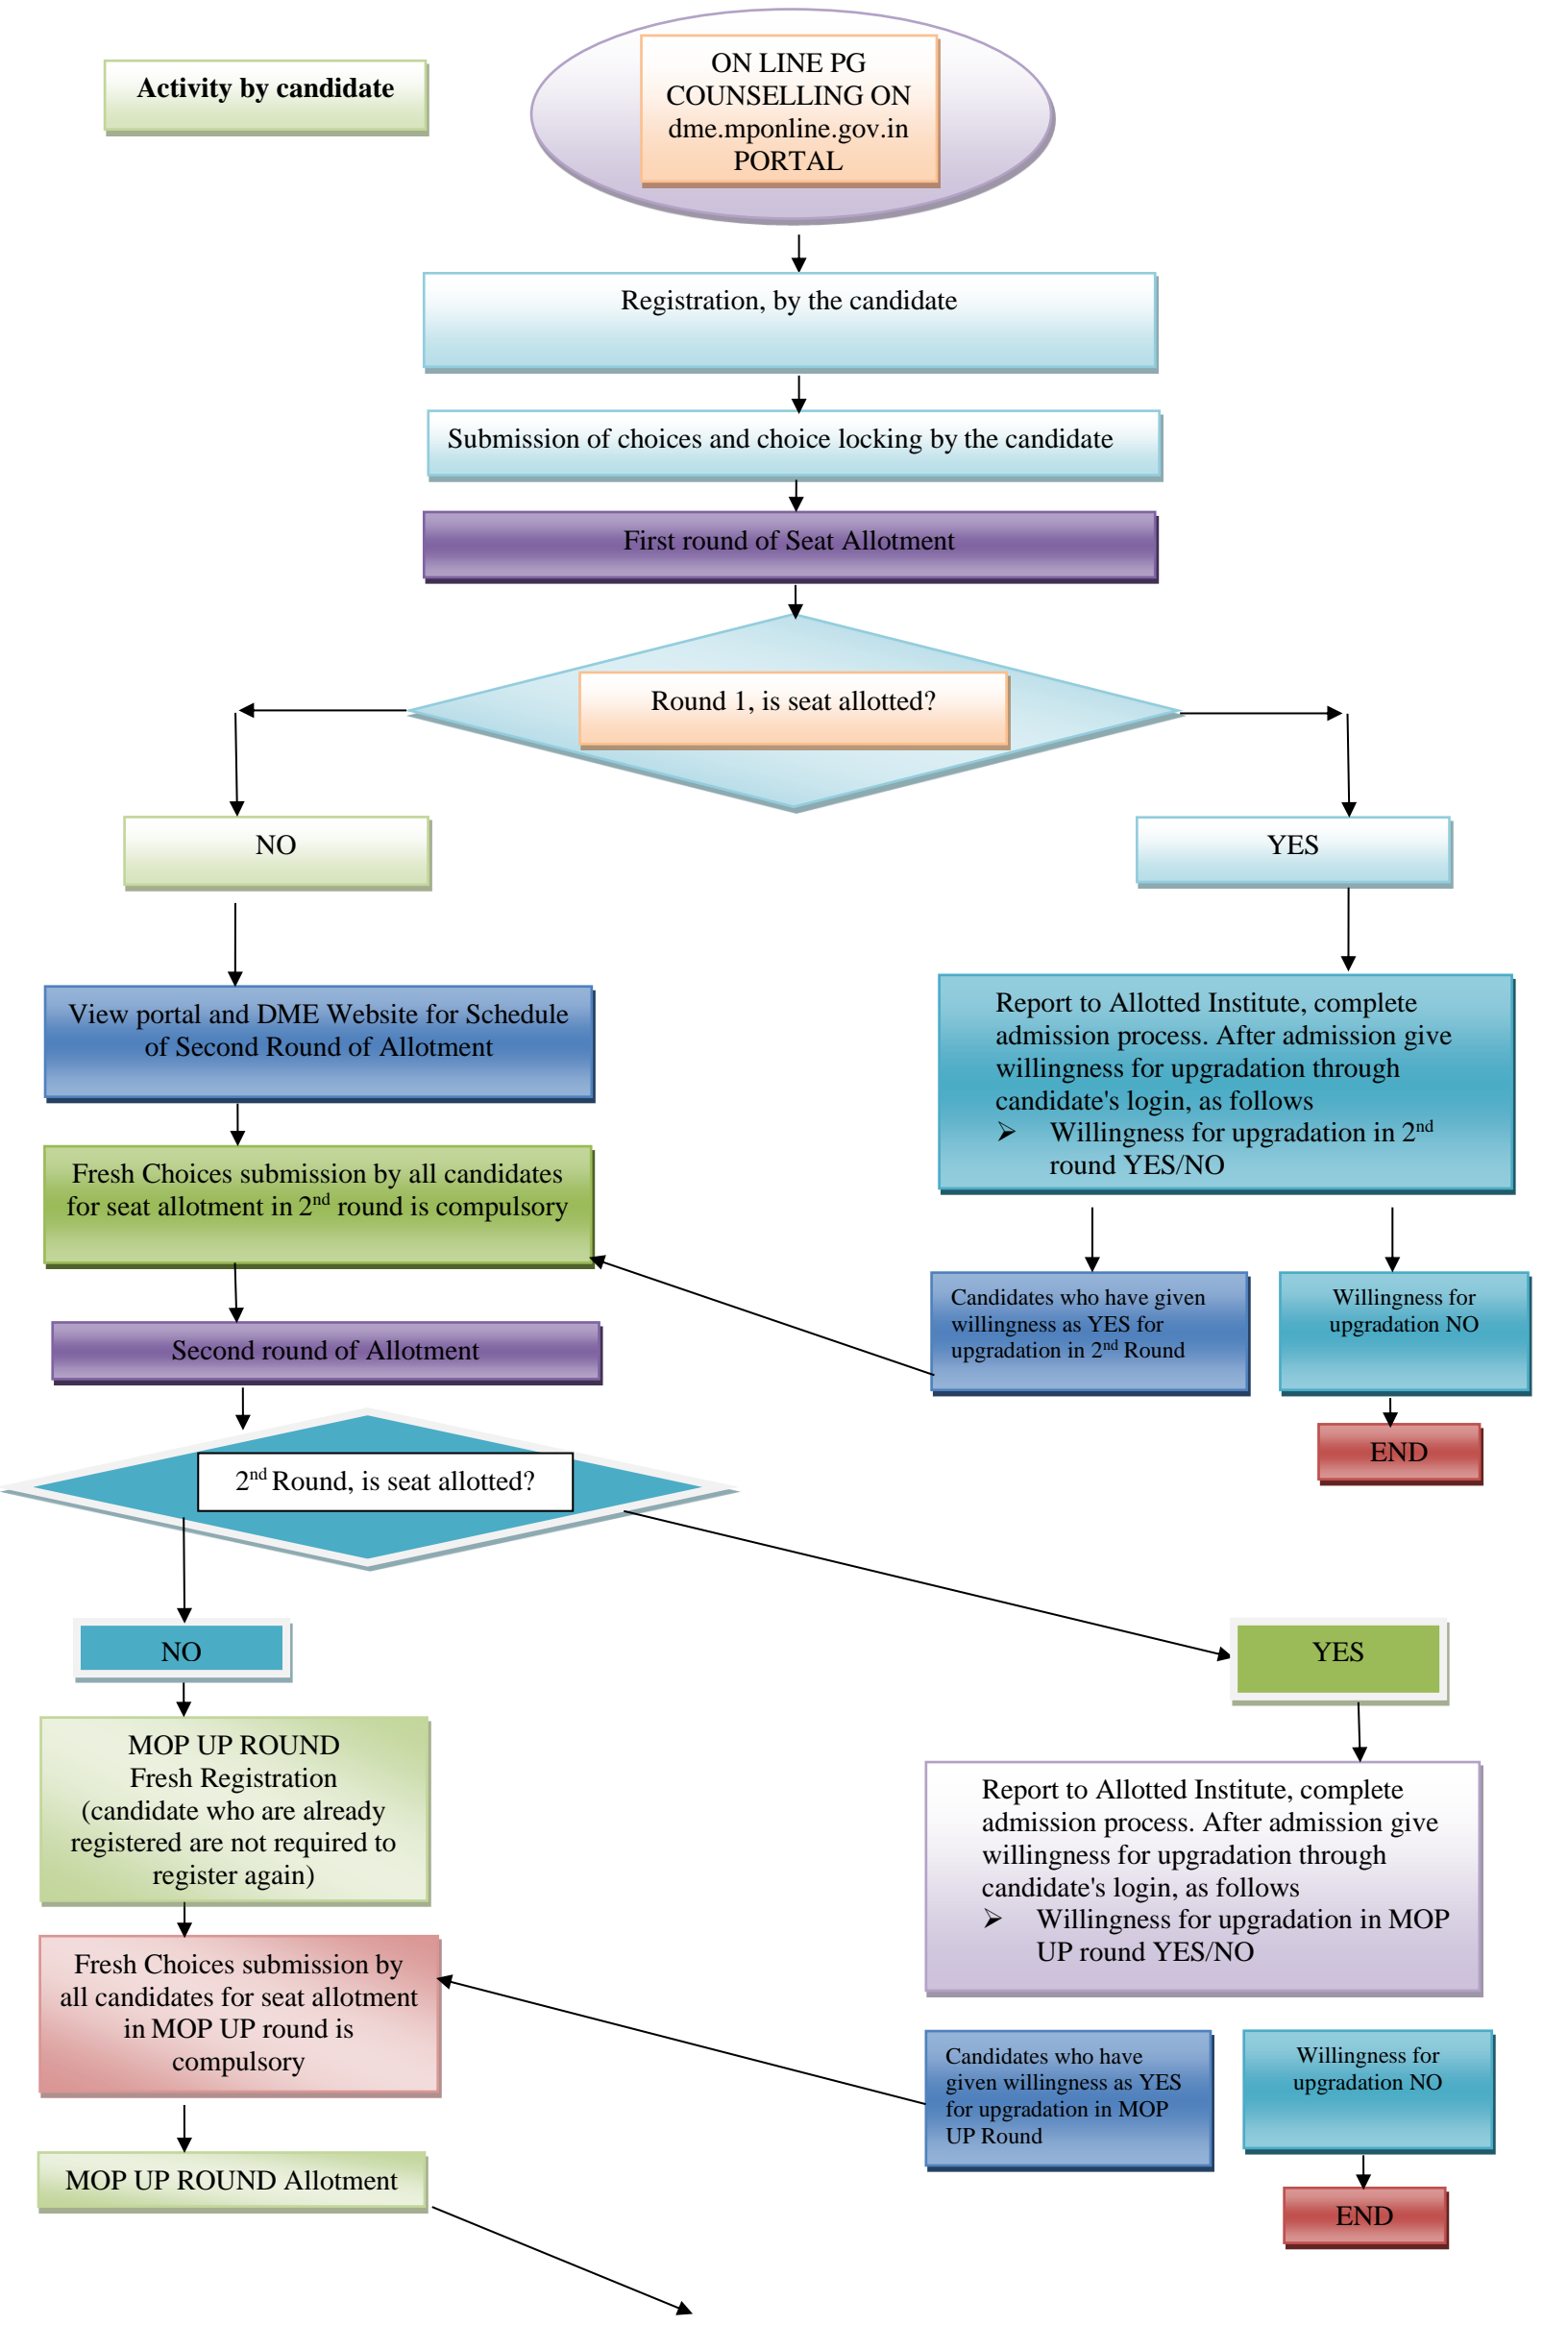 Activity by candidate
ON LINE PG
COUNSELLING ON
dme.mponline.gov.in
PORTAL
Registration, by the candidate
Submission of choices and choice locking by the candidate
First round of Seat Allotment
Round 1, is seat allotted?
NO
YES
View portal and DME Website for Schedule
of Second Round of Allotment
Report to Allotted Institute, complete
admission process. After admission give
willingness for upgradation through
candidate's login, as follows
➢ Willingness for upgradation in 2nd
round YES/NO
Fresh Choices submission by all candidates
for seat allotment in 2nd round is compulsory
Candidates who have given
willingness as YES for
upgradation in 2nd Round
Willingness for
upgradation NO
Second round of Allotment
END
2nd Round, is seat allotted?
NO
YES
MOP UP ROUND
Fresh Registration
(candidate who are already
registered are not required to
register again)
Report to Allotted Institute, complete
admission process. After admission give
willingness for upgradation through
candidate's login, as follows
➢ Willingness for upgradation in MOP
UP round YES/NO
Fresh Choices submission by
all candidates for seat allotment
in MOP UP round is
compulsory
Candidates who have
given willingness as YES
for upgradation in MOP
UP Round
Willingness for
upgradation NO
MOP UP ROUND Allotment
END